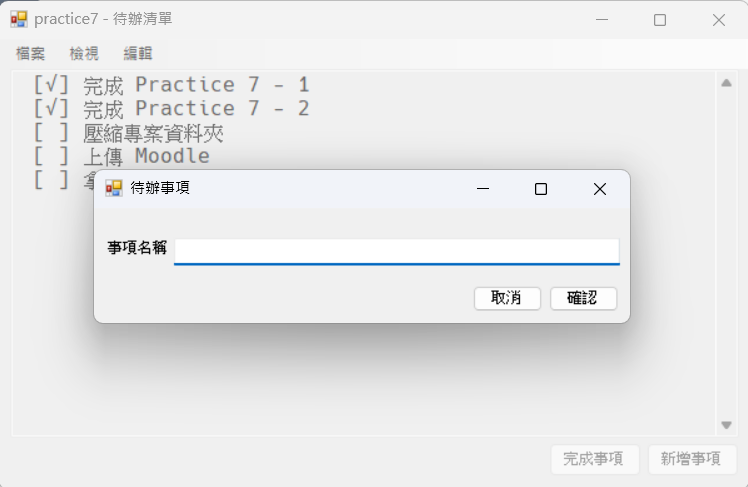 practice7 - 待辦清單
檔案 檢視 編輯
[√] 完成 Practice 7 - 1
[√] 完成 Practice 7 - 2
[ ] 壓縮專案資料夾
[ ] 上傳 Moodle
[ ]
待辦事項
事項名稱
取消 確認
完成事項 新增事項